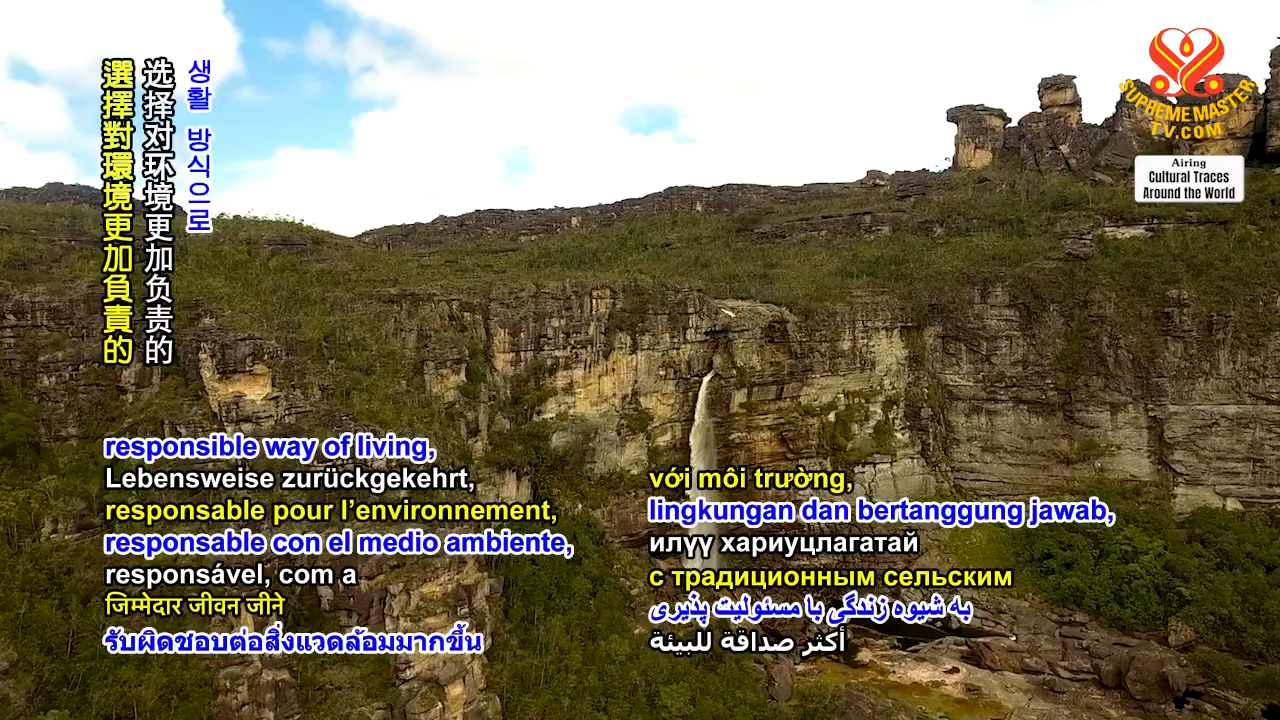 選擇對環境更加負責的
选择对环境更加负责的
생활 방식으로
SUPREME MASTER
TV.COM
Airing
Cultural Traces
Around the World
responsible way of living,
Lebensweise zurückgekehrt,
responsable pour l’environnement,
responsable con el medio ambiente,
responsável, com a
जिम्मेदार जीवन जीने
รับผิดชอบต่อสิ่งแวดล้อมมากขึ้น
với môi trường,
lingkungan dan bertanggung jawab,
илүү хариуцлагатай
с традиционным сельским
به شیوه زندگی با مسئولیت پذیری
أكثر صداقة للبيئة